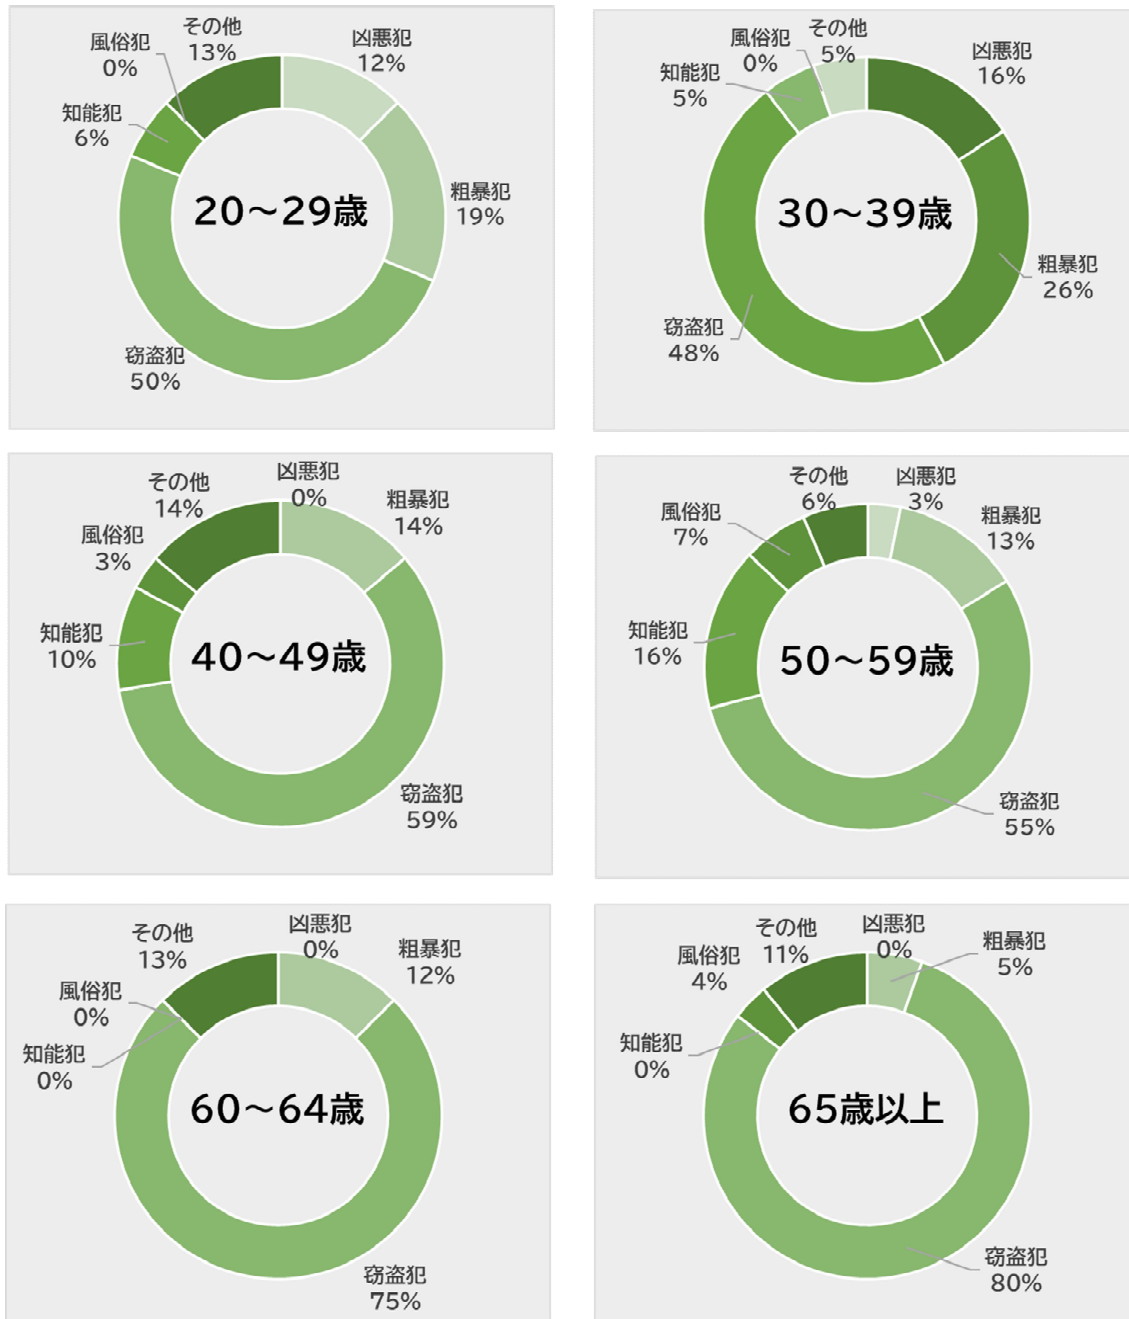 その他
13%
風俗犯
0%
知能犯
6%
凶悪犯
12%
粗暴犯
19%
20～29歳
窃盗犯
50%
その他
5%
風俗犯
0%
知能犯
5%
凶悪犯
16%
粗暴犯
26%
30～39歳
窃盗犯
48%
凶悪犯
0%
その他
14%
粗暴犯
14%
風俗犯
3%
知能犯
10%
40～49歳
窃盗犯
59%
その他
6%
凶悪犯
3%
風俗犯
7%
粗暴犯
13%
知能犯
16%
50～59歳
窃盗犯
55%
凶悪犯
0%
その他
13%
粗暴犯
12%
風俗犯
0%
知能犯
0%
60～64歳
窃盗犯
75%
凶悪犯
0%
その他
11%
粗暴犯
5%
風俗犯
4%
知能犯
0%
65歳以上
窃盗犯
80%